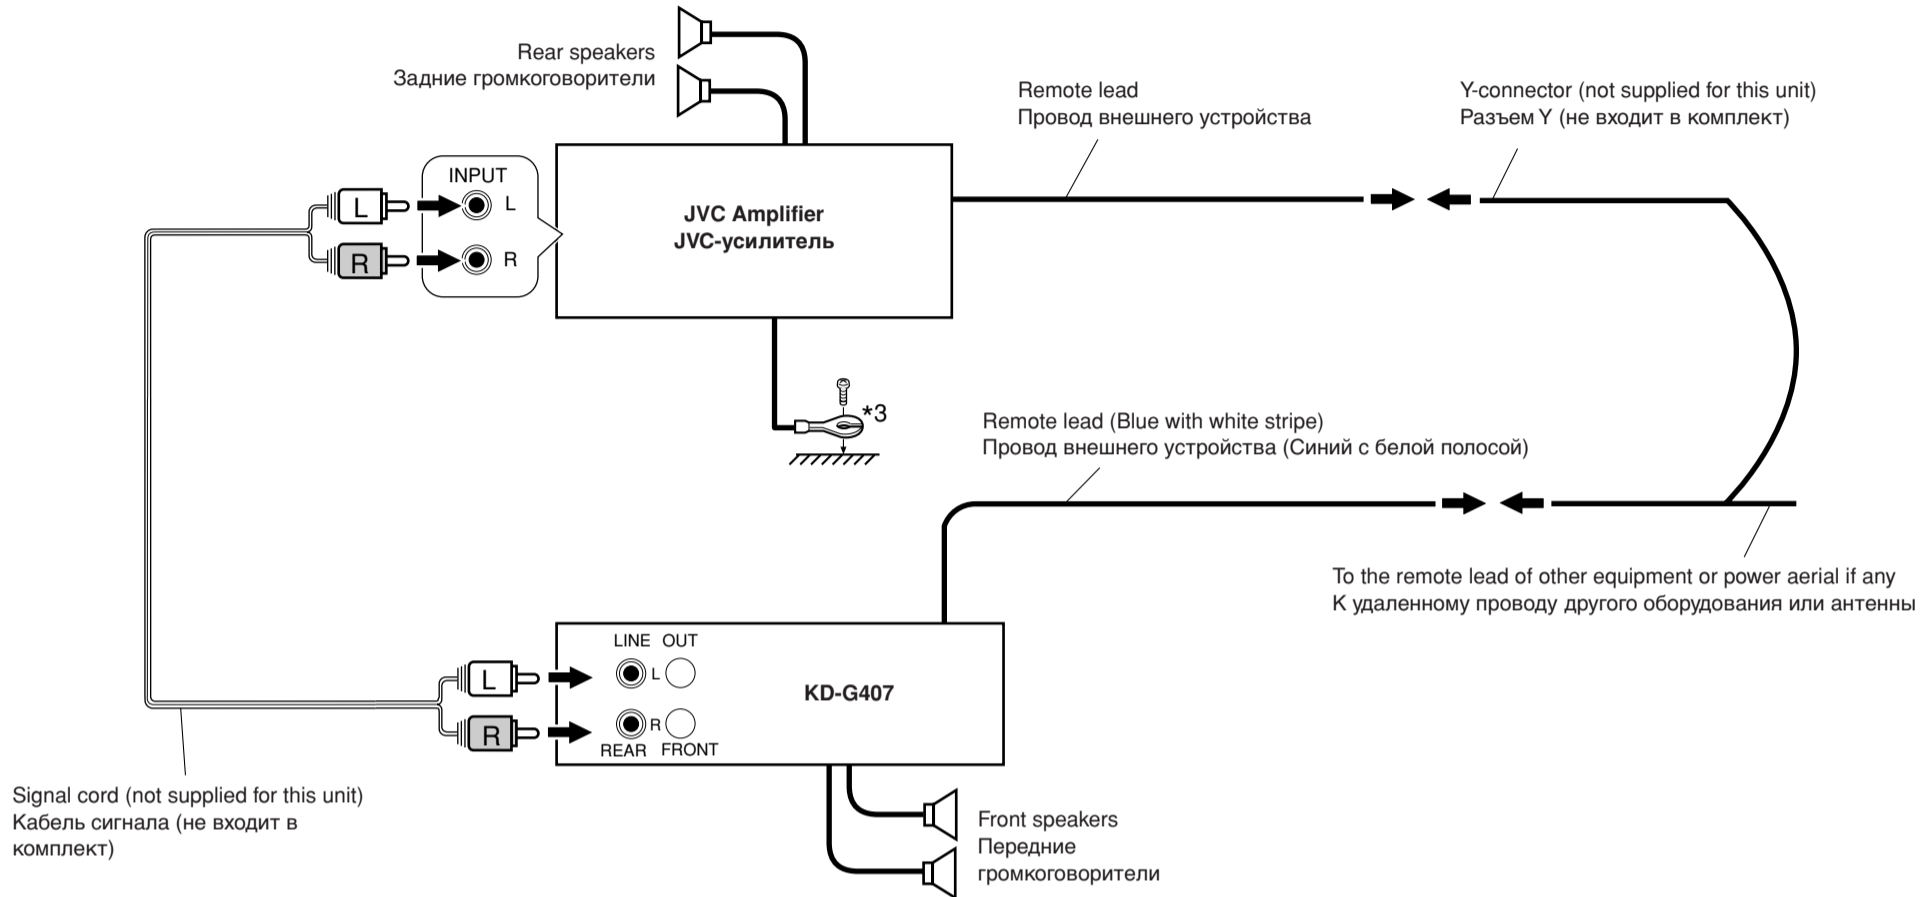 Rear speakers
Задние громкоговорители
Remote lead
Провод внешнего устройства
Y-connector (not supplied for this unit)
Разъем Y (не входит в комплект)
INPUT
L
L
R
R
JVC Amplifier
JVC-усилитель
*3
Remote lead (Blue with white stripe)
Провод внешнего устройства (Синий с белой полосой)
To the remote lead of other equipment or power aerial if any
К удаленному проводу другого оборудования или антенны
LINE OUT
L
L
R
R
REAR FRONT
KD-G407
Signal cord (not supplied for this unit)
Кабель сигнала (не входит в
комплект)
Front speakers
Передние
громкоговорители